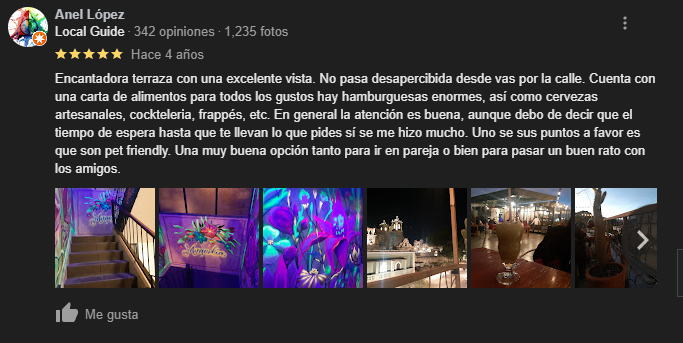 Anel López
Local Guide · 342 opiniones · 1,235 fotos
Hace 4 años
Encantadora terraza con una excelente vista. No pasa desapercibida desde vas por la calle. Cuenta con
una carta de alimentos para todos los gustos hay hamburguesas enormes, así como cervezas
artesanales, cockteleria, frappés, etc. En general la atención es buena, aunque debo de decir que el
tiempo de espera hasta que te llevan lo que pides sí se me hizo mucho. Uno se sus puntos a favor es
que son pet friendly. Una muy buena opción tanto para ir en pareja o bien para pasar un buen rato con
los amigos.
Me gusta